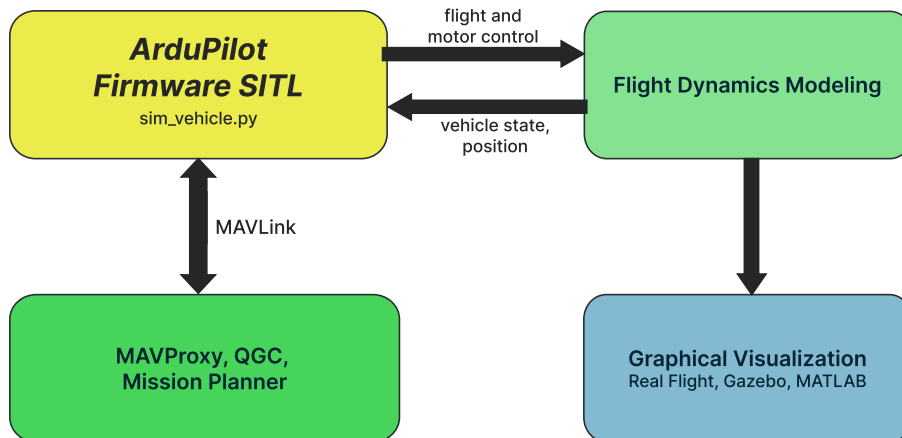 ArduPilot
Firmware SITL
sim_vehicle.py
flight and
motor control
Flight Dynamics Modeling
vehicle state,
position
MAVLink
MAVProxy, QGC,
Mission Planner
Graphical Visualization
Real Flight, Gazebo, MATLAB